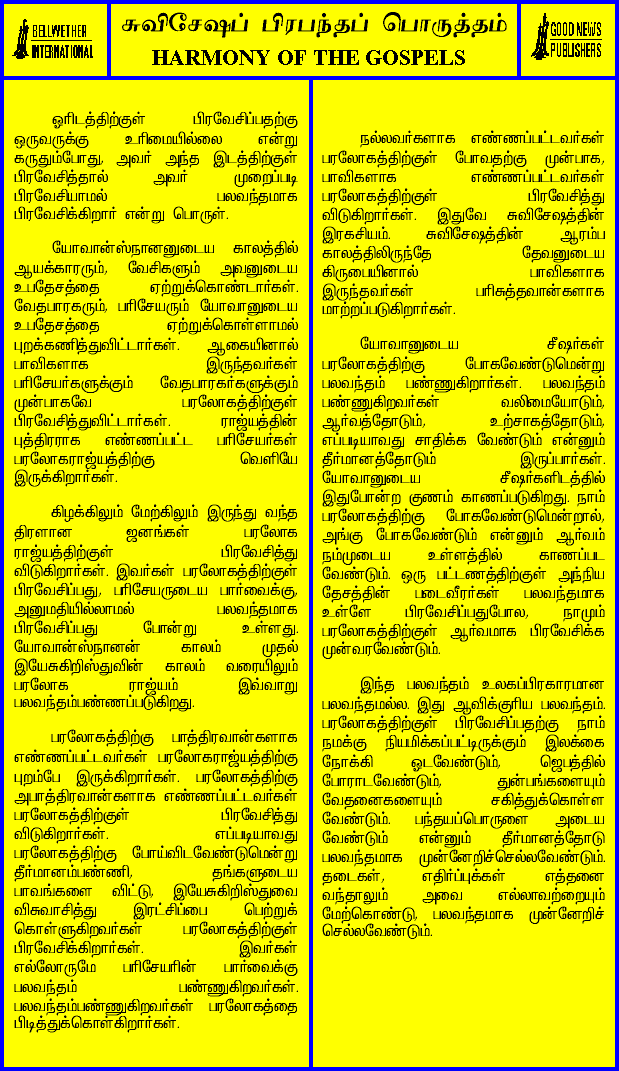 BELLWETHER
INTERNATIONAL
சுவிசேஷப் பிரபந்தப் பொருத்தம்
HARMONY OF THE GOSPELS
GOOD NEWS
PUBLISHERS
ஓரிடத்திற்குள் பிரவேசிப்பதற்கு
ஒருவருக்கு உரிமையில்லை என்று
கருதும்போது, அவர் அந்த இடத்திற்குள்
பிரவேசித்தால் அவர் முறைப்படி
பிரவேசியாமல் பலவந்தமாக
பிரவேசிக்கிறார் என்று பொருள்.
யோவான்ஸ்நானனுடைய காலத்தில்
ஆயக்காரரும், வேசிகளும் அவனுடைய
உபதேசத்தை ஏற்றுக்கொண்டார்கள்.
வேதபாரகரும், பரிசேயரும் யோவானுடைய
உபதேசத்தை ஏற்றுக்கொள்ளாமல்
புறக்கணித்துவிட்டார்கள். ஆகையினால்
பாவிகளாக இருந்தவர்கள்
பரிசேயர்களுக்கும் வேதபாரகர்களுக்கும்
முன்பாகவே பரலோகத்திற்குள்
பிரவேசித்துவிட்டார்கள். ராஜ்யத்தின்
புத்திரராக எண்ணப்பட்ட பரிசேயர்கள்
பரலோகராஜ்யத்திற்கு வெளியே
இருக்கிறார்கள்.
கிழக்கிலும் மேற்கிலும் இருந்து வந்த
திரளான ஜனங்கள் பரலோக
ராஜ்யத்திற்குள் பிரவேசித்து
விடுகிறார்கள். இவர்கள் பரலோகத்திற்குள்
பிரவேசிப்பது, பரிசேயருடைய பார்வைக்கு,
அனுமதியில்லாமல் பலவந்தமாக
பிரவேசிப்பது போன்று உள்ளது.
யோவான்ஸ்நானன் காலம் முதல்
இயேசுகிறிஸ்துவின் காலம் வரையிலும்
பரலோக ராஜ்யம் இவ்வாறு
பலவந்தம்பண்ணப்படுகிறது.
பரலோகத்திற்கு பாத்திரவான்களாக
எண்ணப்பட்டவர்கள் பரலோகராஜ்யத்திற்கு
புறம்பே இருக்கிறார்கள். பரலோகத்திற்கு
அபாத்திரவான்களாக எண்ணப்பட்டவர்கள்
பரலோகத்திற்குள் பிரவேசித்து
விடுகிறார்கள். எப்படியாவது
பரலோகத்திற்கு போய்விடவேண்டுமென்று
தீர்மானம்பண்ணி, தங்களுடைய
பாவங்களை விட்டு, இயேசுகிறிஸ்துவை
விசுவாசித்து இரட்சிப்பை பெற்றுக்
கொள்ளுகிறவர்கள் பரலோகத்திற்குள்
பிரவேசிக்கிறார்கள். இவர்கள்
எல்லோருமே பரிசேயரின் பார்வைக்கு
பலவந்தம் பண்ணுகிறவர்கள்.
பலவந்தம்பண்ணுகிறவர்கள் பரலோகத்தை
பிடித்துக்கொள்கிறார்கள்.
நல்லவர்களாக எண்ணப்பட்டவர்கள்
பரலோகத்திற்குள் போவதற்கு முன்பாக,
பாவிகளாக எண்ணப்பட்டவர்கள்
பரலோகத்திற்குள் பிரவேசித்து
விடுகிறார்கள். இதுவே சுவிசேஷத்தின்
இரகசியம். சுவிசேஷத்தின் ஆரம்ப
காலத்திலிருந்தே தேவனுடைய
கிருபையினால் பாவிகளாக
இருந்தவர்கள் பரிசுத்தவான்களாக
மாற்றப்படுகிறார்கள்.
யோவானுடைய சீஷர்கள்
பரலோகத்திற்கு போகவேண்டுமென்று
பலவந்தம் பண்ணுகிறார்கள். பலவந்தம்
பண்ணுகிறவர்கள் வலிமையோடும்,
ஆர்வத்தோடும், உற்சாகத்தோடும்,
எப்படியாவது சாதிக்க வேண்டும் என்னும்
தீர்மானத்தோடும் இருப்பார்கள்.
யோவானுடைய சீஷர்களிடத்தில்
இதுபோன்ற குணம் காணப்படுகிறது. நாம்
பரலோகத்திற்கு போகவேண்டுமென்றால்,
அங்கு போகவேண்டும் என்னும் ஆர்வம்
நம்முடைய உள்ளத்தில் காணப்பட
வேண்டும். ஒரு பட்டணத்திற்குள் அந்நிய
தேசத்தின் படைவீரர்கள் பலவந்தமாக
உள்ளே பிரவேசிப்பதுபோல, நாமும்
பரலோகத்திற்குள் ஆர்வமாக பிரவேசிக்க
முன்வரவேண்டும்.
இந்த பலவந்தம் உலகப்பிரகாரமான
பலவந்தமல்ல. இது ஆவிக்குரிய பலவந்தம்.
பரலோகத்திற்குள் பிரவேசிப்பதற்கு நாம்
நமக்கு நியமிக்கப்பட்டிருக்கும் இலக்கை
நோக்கி ஓடவேண்டும், ஜெபத்தில்
போராடவேண்டும், துன்பங்களையும்
வேதனைகளையும் சகித்துக்கொள்ள
வேண்டும். பந்தயப்பொருளை அடைய
வேண்டும் என்னும் தீர்மானத்தோடு
பலவந்தமாக முன்னேறிச்செல்லவேண்டும்.
தடைகள், எதிர்ப்புக்கள் எத்தனை
வந்தாலும் அவை எல்லாவற்றையும்
மேற்கொண்டு, பலவந்தமாக முன்னேறிச்
செல்லவேண்டும்.